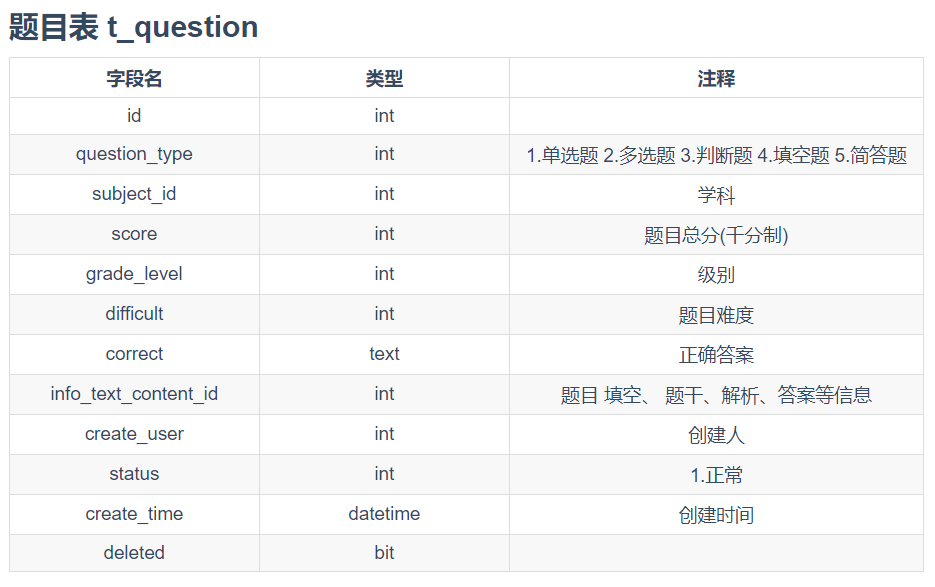 题目表 t_question
字段名 类型 注释
id int
question_type int 1.单选题 2.多选题 3.判断题 4.填空题 5.简答题
subject_id int 学科
score int 题目总分(千分制)
grade_level int 级别
difficult int 题目难度
correct text 正确答案
info_text_content_id int 题目 填空、 题干、解析、答案等信息
create_user int 创建人
status int 1.正常
create_time datetime 创建时间
deleted bit